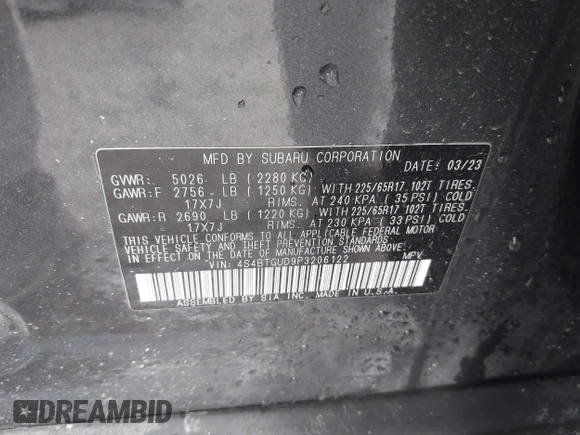 MFD BY SUBARU CORPORATION DATE: 03/23
GVWR: 5026 LB (2280 KG)
GAWR:F 2756 LB (1250 KG) WITH 225/65R17 102T TIRES.
17X7J RIMS. AT 240 KPA (35 PSI) COLD
GAWR:R 2690 LB (1220 KG) WITH 225/65R17 102T TIRES.
17X7J RIMS. AT 230 KPA (33 PSI) COLD
THIS VEHICLE CONFORMS TO ALL APPLICABLE FEDERAL MOTOR
VEHICLE SAFETY AND THEFT PREVENTION STANDARDS
IN EFFECT ON THE DATE OF MANUFACTURE SHOWN ABOVE.
VIN: 4S4BTGUD9P3206122 MPV
ASSEMBLED BY SIA INC. MADE IN U.S.A.
DREAMBID